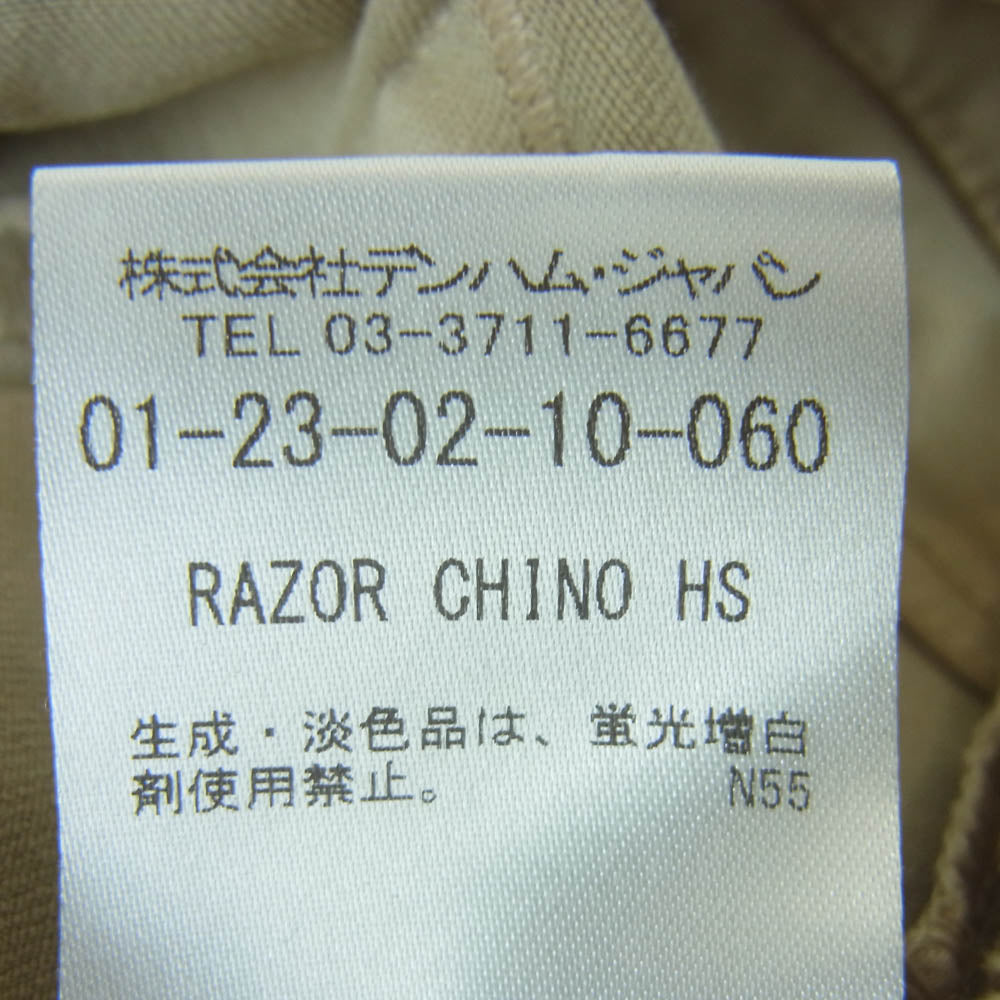 株式会社デンハム・ジャパン
TEL 03-3711-6677
01-23-02-10-060
RAZOR CHINO HS
生成・淡色品は、蛍光増白
剤使用禁止。 N55